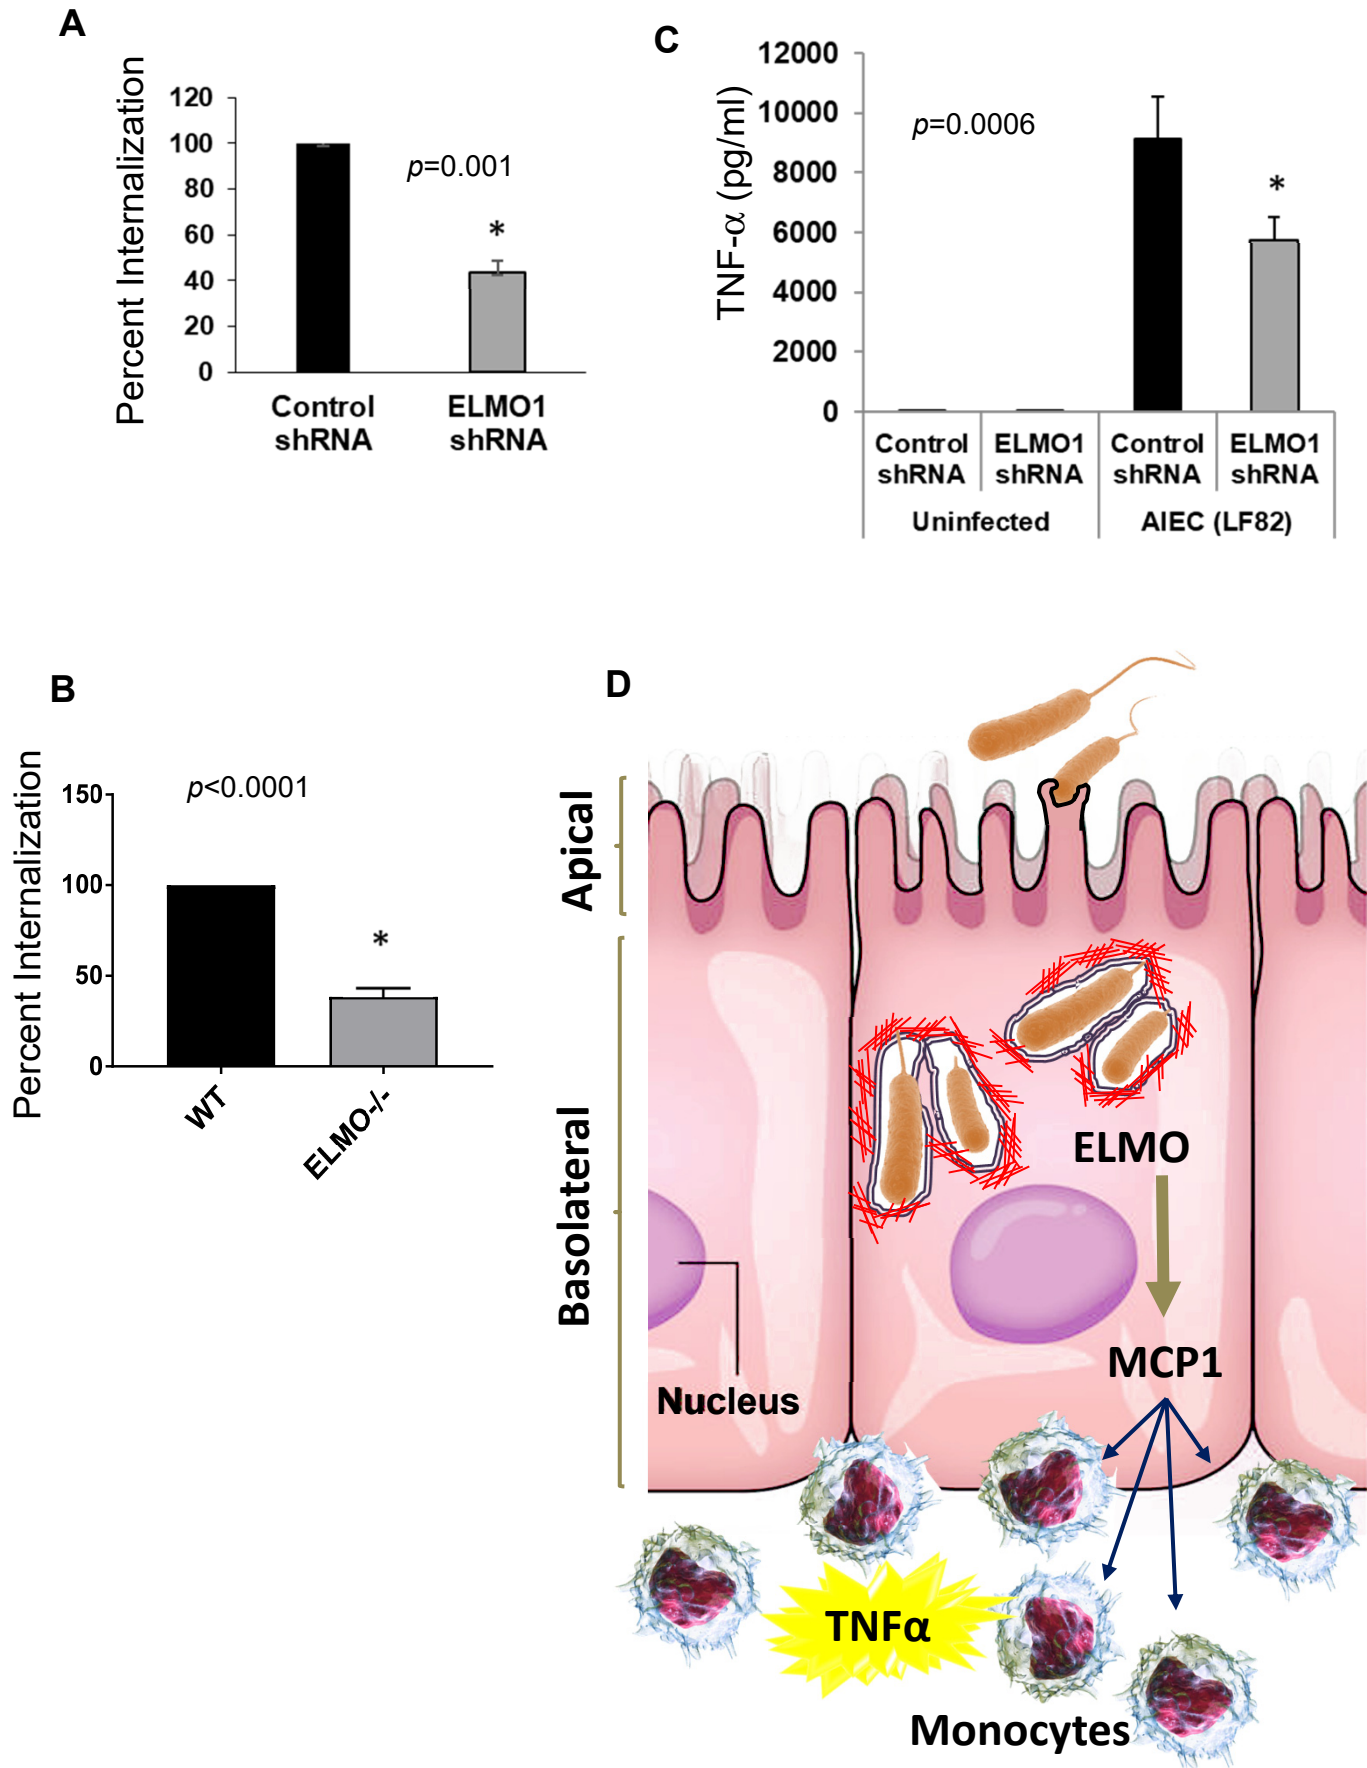 A
Percent Internalization
120
100
80
60
40
20
0
p=0.001
*
Control
shRNA
ELMO1
shRNA
C
TNF-α (pg/ml)
12000
10000
8000
6000
4000
2000
0
p=0.0006
*
Control
shRNA
ELMO1
shRNA
Control
shRNA
ELMO1
shRNA
Uninfected
AIEC (LF82)
B
Percent Internalization
150
100
50
0
p<0.0001
*
WT
ELMO-/-
D
Apical
Basolateral
ELMO
MCP1
Nucleus
TNFα
Monocytes